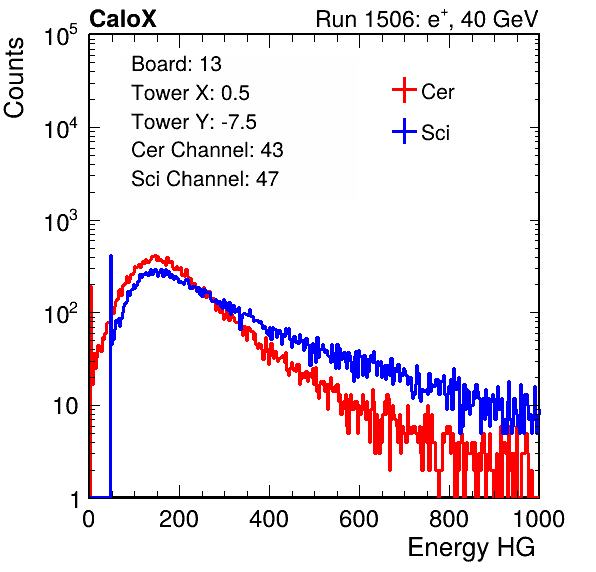 CaloX
Run 1506: e+, 40 GeV
Counts
10^5
10^4
10^3
10^2
10
1
Board: 13
Tower X: 0.5
Tower Y: -7.5
Cer Channel: 43
Sci Channel: 47
Cer
Sci
0 200 400 600 800 1000
Energy HG